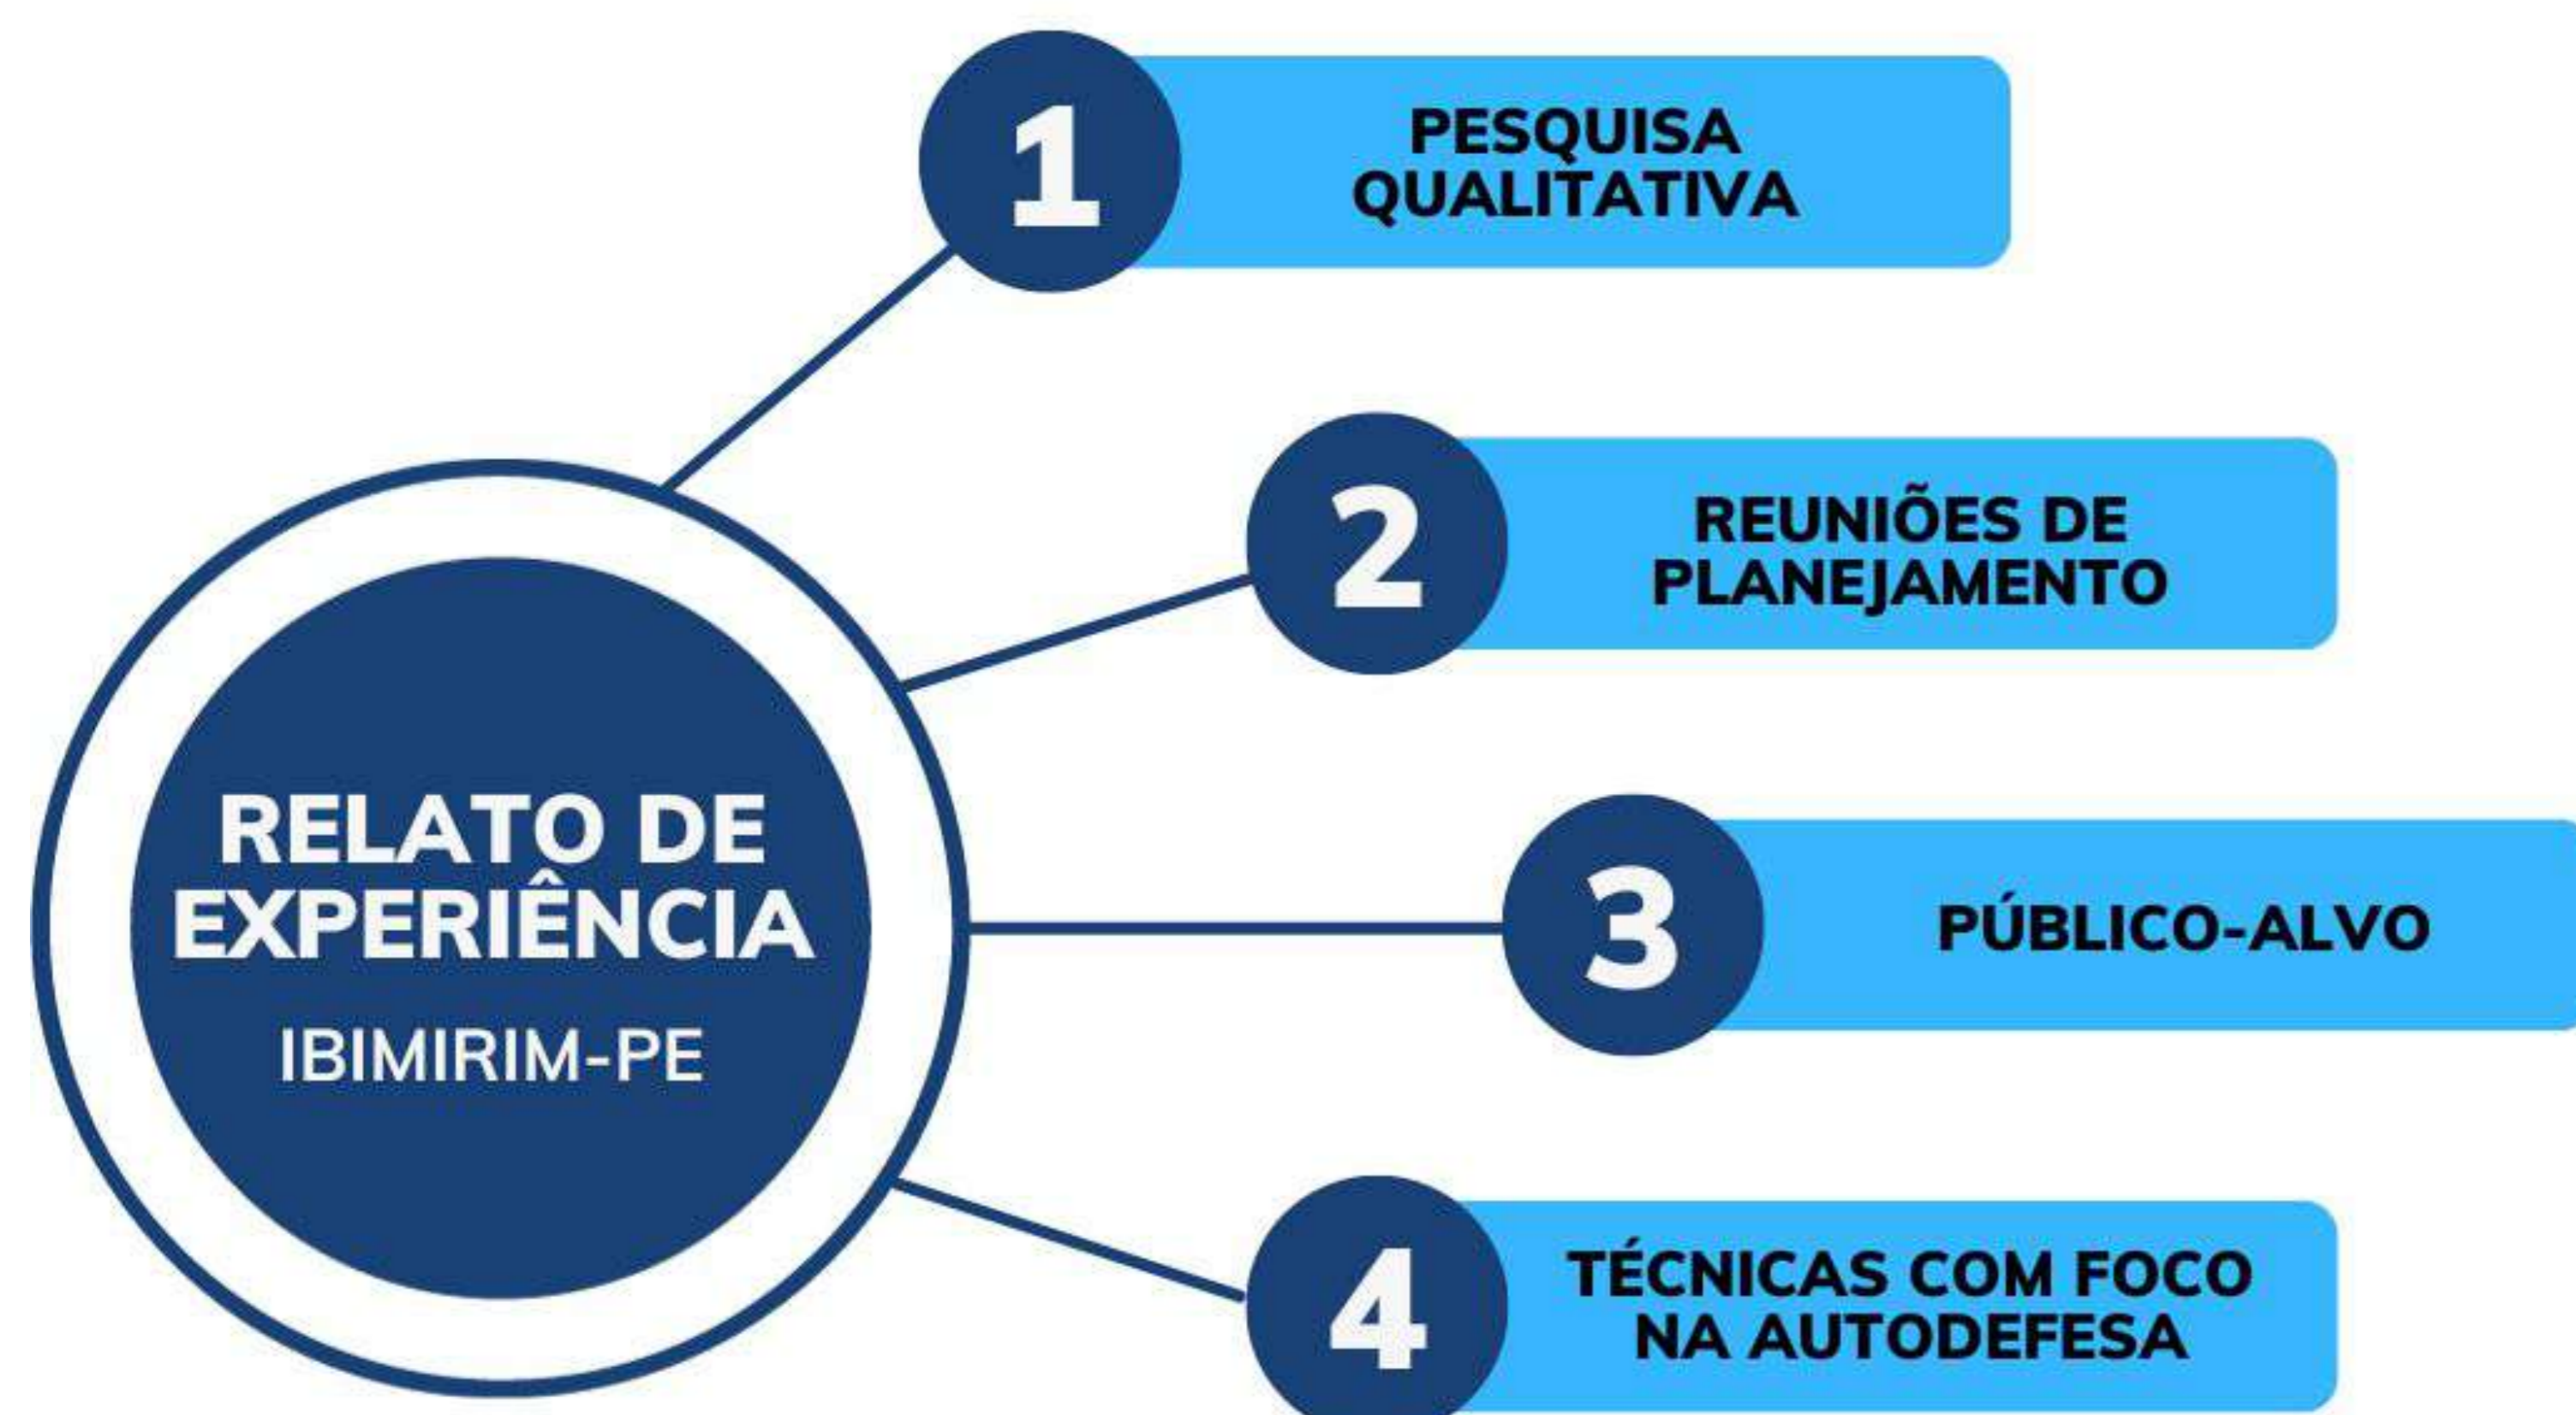 1
PESQUISA
QUALITATIVA
2
REUNIÕES DE
PLANEJAMENTO
RELATO DE
EXPERIÊNCIA
IBIMIRIM-PE
3
PÚBLICO-ALVO
4
TÉCNICAS COM FOCO
NA AUTODEFESA